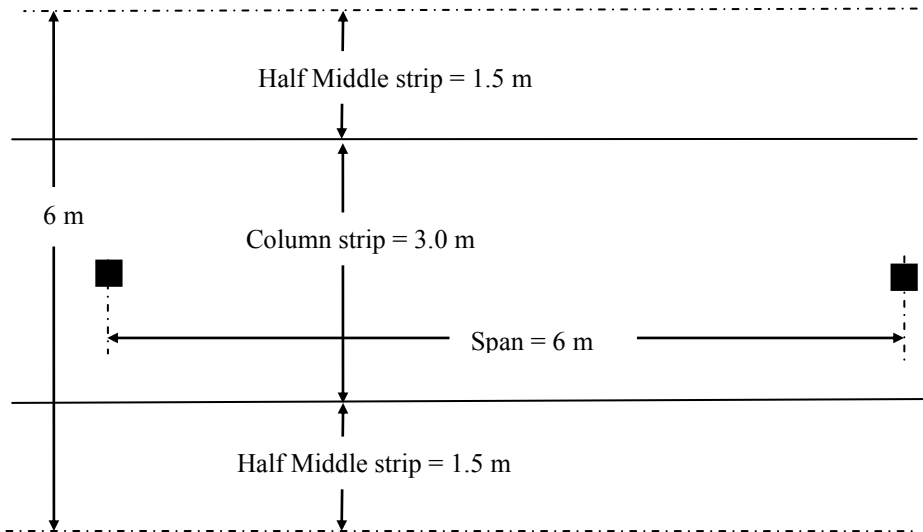 Half Middle strip = 1.5 m
6 m
Column strip = 3.0 m
Span = 6 m
Half Middle strip = 1.5 m